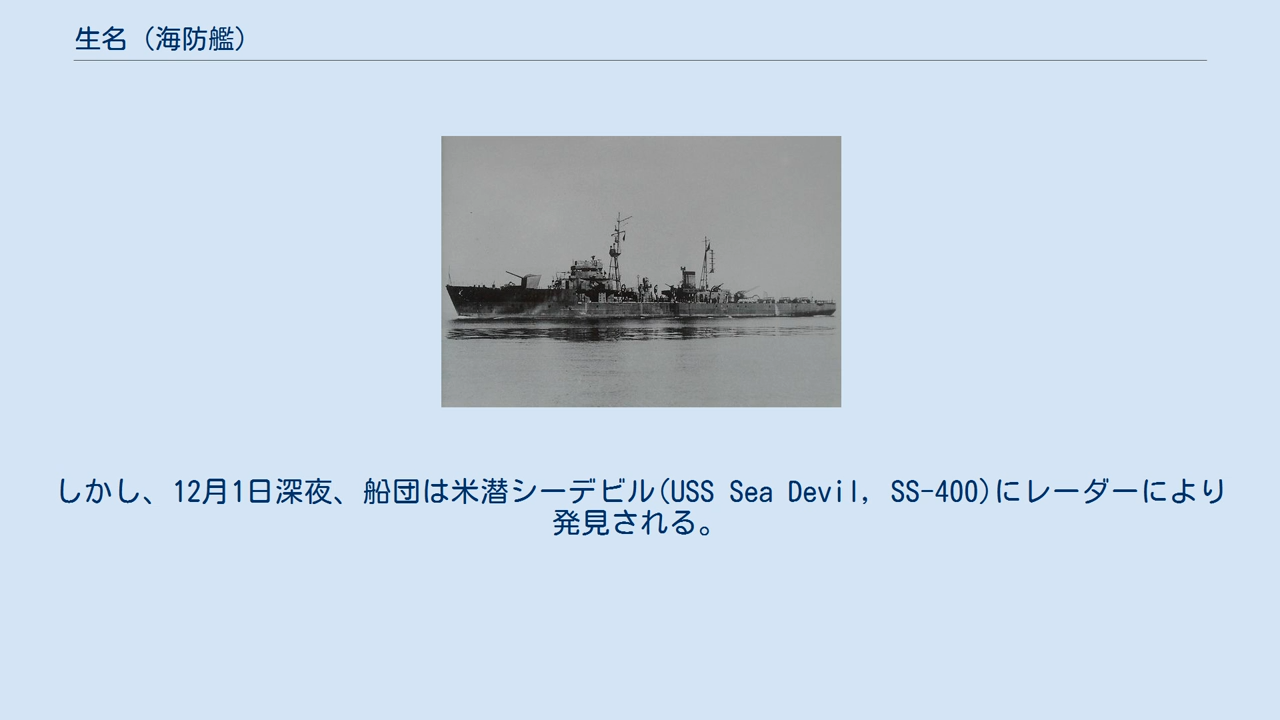 生名（海防艦）
しかし、12月1日深夜、船団は米潜シーデビル(USS Sea Devil, SS-400)にレーダーにより
発見される。